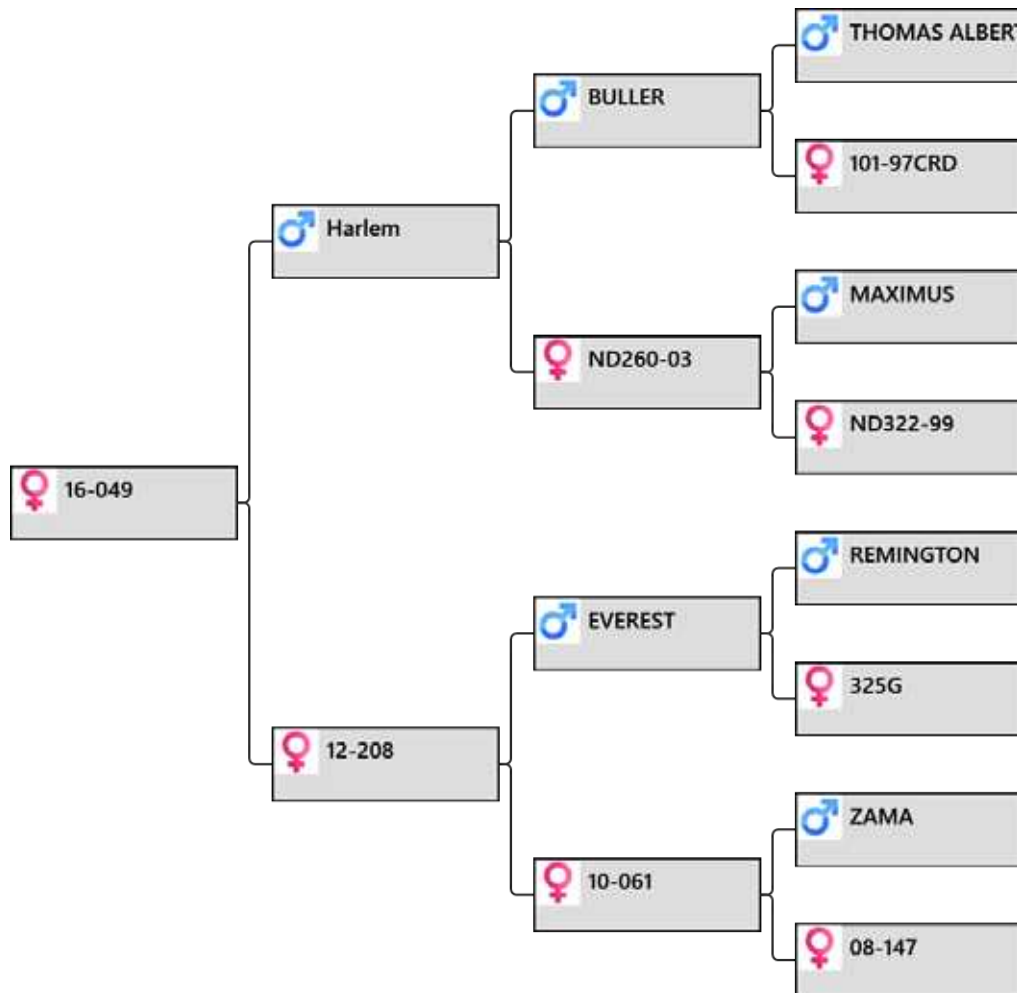 THOMAS ALBERT
BULLER
101-97CRD
Harlem
MAXIMUS
ND260-03
ND322-99
16-049
REMINGTON
EVEREST
325G
12-208
ZAMA
10-061
08-147